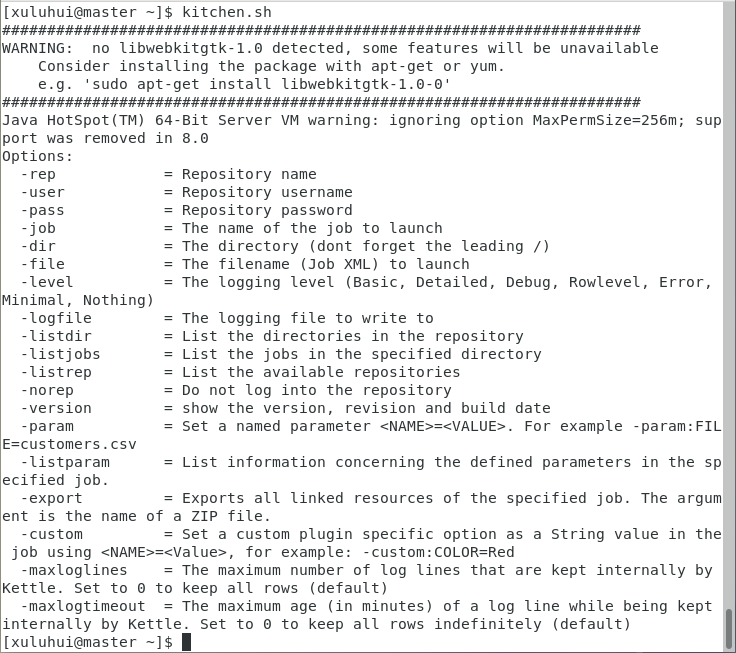 [xuluhui@master ~]$ kitchen.sh
#######################################################################
WARNING:  no libwebkitgtk-1.0 detected, some features will be unavailable
    Consider installing the package with apt-get or yum.
    e.g. 'sudo apt-get install libwebkitgtk-1.0-0'
#######################################################################
Java HotSpot(TM) 64-Bit Server VM warning: ignoring option MaxPermSize=256m; sup
port was removed in 8.0
Options:
  -rep            = Repository name
  -user           = Repository username
  -pass           = Repository password
  -job            = The name of the job to launch
  -dir            = The directory (dont forget the leading /)
  -file           = The filename (Job XML) to launch
  -level          = The logging level (Basic, Detailed, Debug, Rowlevel, Error, 
Minimal, Nothing)
  -logfile        = The logging file to write to
  -listdir        = List the directories in the repository
  -listjobs       = List the jobs in the specified directory
  -listrep        = List the available repositories
  -norep          = Do not log into the repository
  -version        = show the version, revision and build date
  -param          = Set a named parameter <NAME>=<VALUE>. For example -param:FIL
E=customers.csv
  -listparam      = List information concerning the defined parameters in the sp
ecified job.
  -export         = Exports all linked resources of the specified job. The argum
ent is the name of a ZIP file.
  -custom         = Set a custom plugin specific option as a String value in the
 job using <NAME>=<Value>, for example: -custom:COLOR=Red
  -maxloglines    = The maximum number of log lines that are kept internally by 
Kettle. Set to 0 to keep all rows (default)
  -maxlogtimeout  = The maximum age (in minutes) of a log line while being kept 
internally by Kettle. Set to 0 to keep all rows indefinitely (default)
[xuluhui@master ~]$